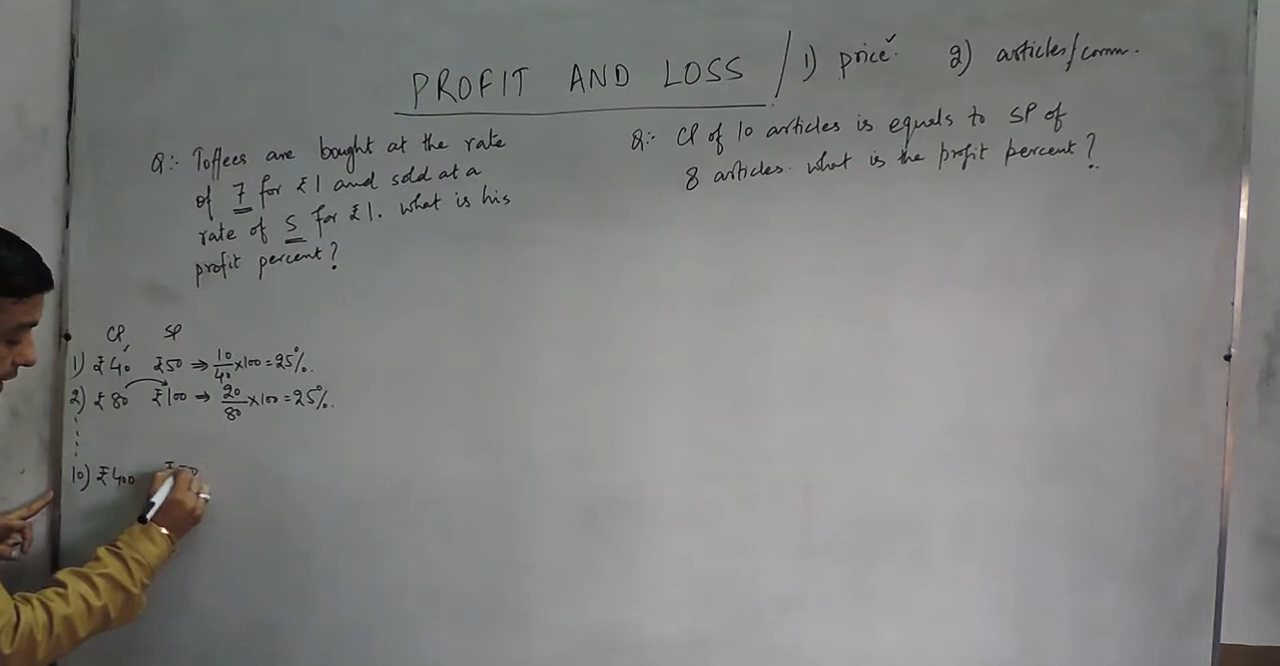 PROFIT AND LOSS / 1) price✓. 2) articles/comm.
Q:- Toffees are bought at the rate
of 7 for ₹1 and sold at a
rate of 5 for ₹1. what is his
profit percent?
Q:- CP of 10 articles is equals to SP of
8 articles. what is the profit percent?
CP SP
1) ₹40 ₹50 ⇒ 10/40 × 100 = 25%.
2) ₹80 ₹100 ⇒ 20/80 × 100 = 25%.
10) ₹400